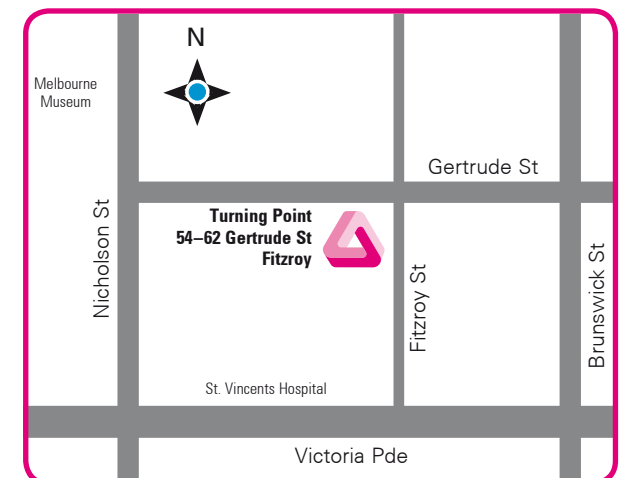 N
Melbourne
Museum
Gertrude St
Turning Point
54–62 Gertrude St
Fitzroy
Nicholson St
Fitzroy St
Brunswick St
St. Vincents Hospital
Victoria Pde